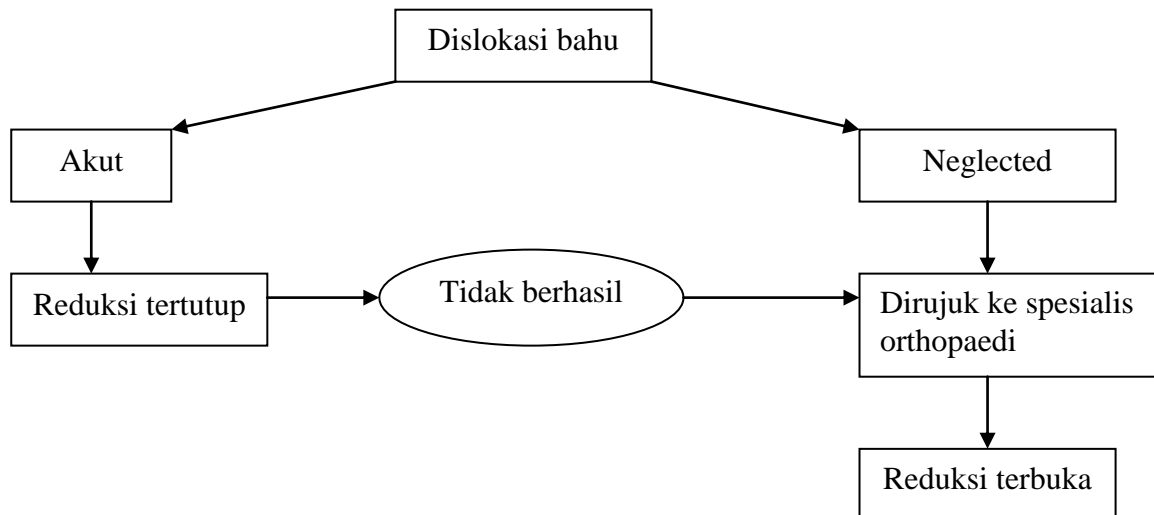 Dislokasi bahu
Akut
Neglected
Reduksi tertutup
Tidak berhasil
Dirujuk ke spesialis
orthopaedi
Reduksi terbuka